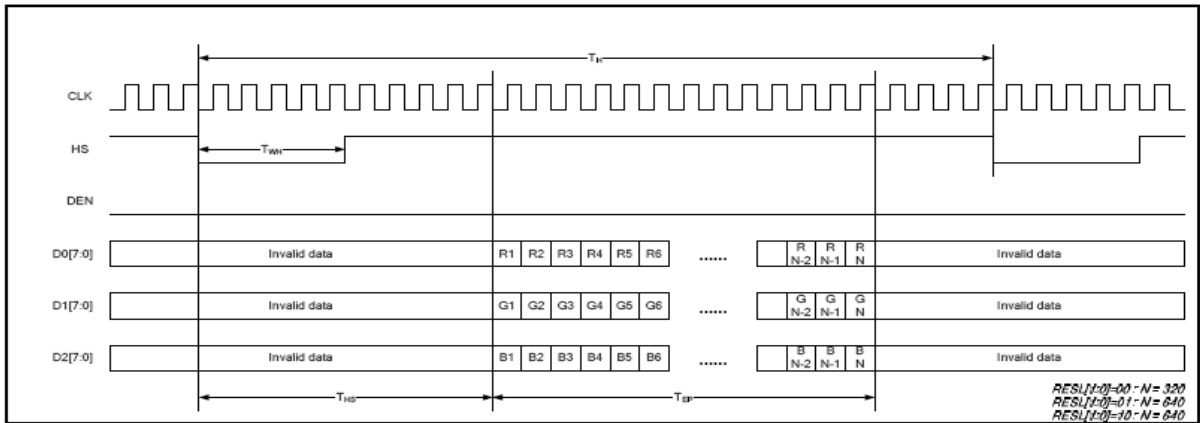 TH
CLK
HS
TWH
DEN
D0[7:0] Invalid data R1 R2 R3 R4 R5 R6 ...... R N-2 R N-1 R N Invalid data
D1[7:0] Invalid data G1 G2 G3 G4 G5 G6 ...... G N-2 G N-1 G N Invalid data
D2[7:0] Invalid data B1 B2 B3 B4 B5 B6 ...... B N-2 B N-1 B N Invalid data
THS TEP
RESL[1:0]=00 : N = 320
RESL[1:0]=01 : N = 640
RESL[1:0]=10 : N = 640